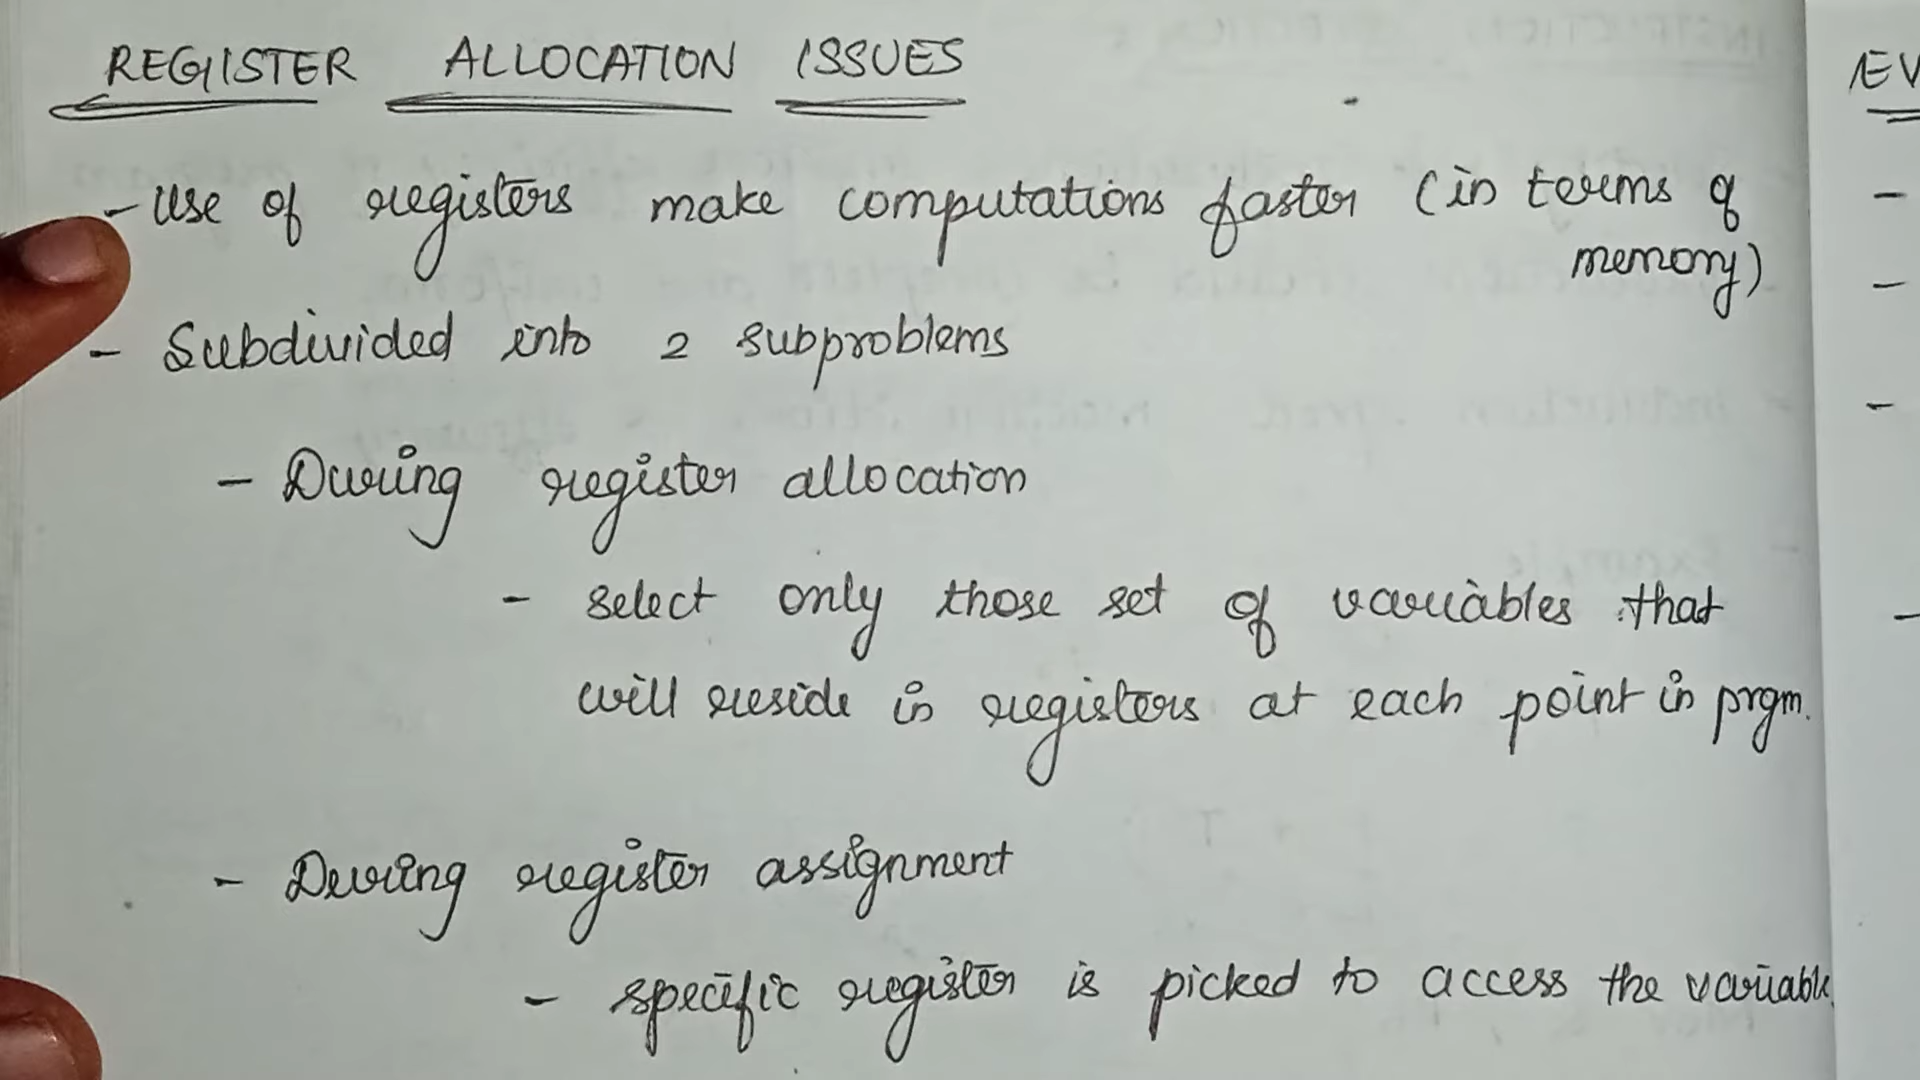 REGISTER ALLOCATION ISSUES
- Use of registers make computations faster (in terms of
memory)
- Subdivided into 2 subproblems
- During register allocation
- select only those set of variables that
will reside in registers at each point in prgm.
- During register assignment
- specific register is picked to access the variable.
EV